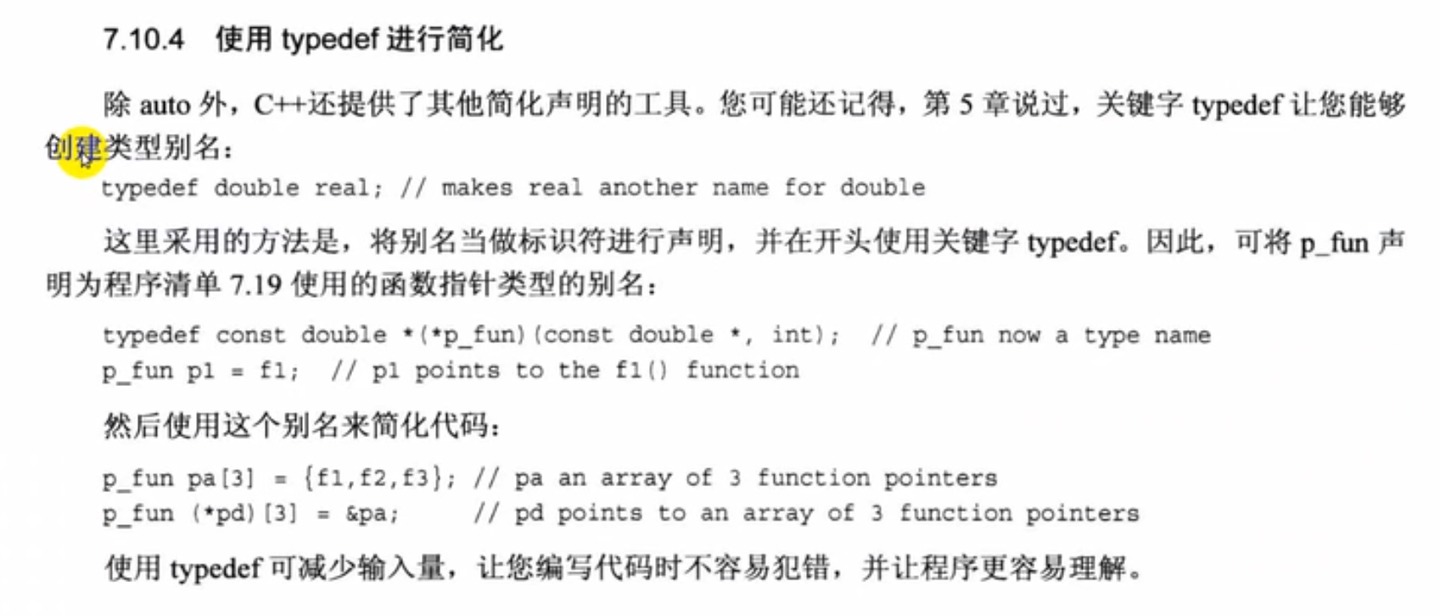 7.10.4 使用 typedef 进行简化
除 auto 外，C++还提供了其他简化声明的工具。您可能还记得，第 5 章说过，关键字 typedef 让您能够
创建类型别名：
typedef double real; // makes real another name for double
这里采用的方法是，将别名当做标识符进行声明，并在开头使用关键字 typedef。因此，可将 p_fun 声
明为程序清单 7.19 使用的函数指针类型的别名：
typedef const double *(*p_fun)(const double *, int); // p_fun now a type name
p_fun p1 = f1; // p1 points to the f1() function
然后使用这个别名来简化代码：
p_fun pa[3] = {f1,f2,f3}; // pa an array of 3 function pointers
p_fun (*pd)[3] = &pa; // pd points to an array of 3 function pointers
使用 typedef 可减少输入量，让您编写代码时不容易犯错，并让程序更容易理解。